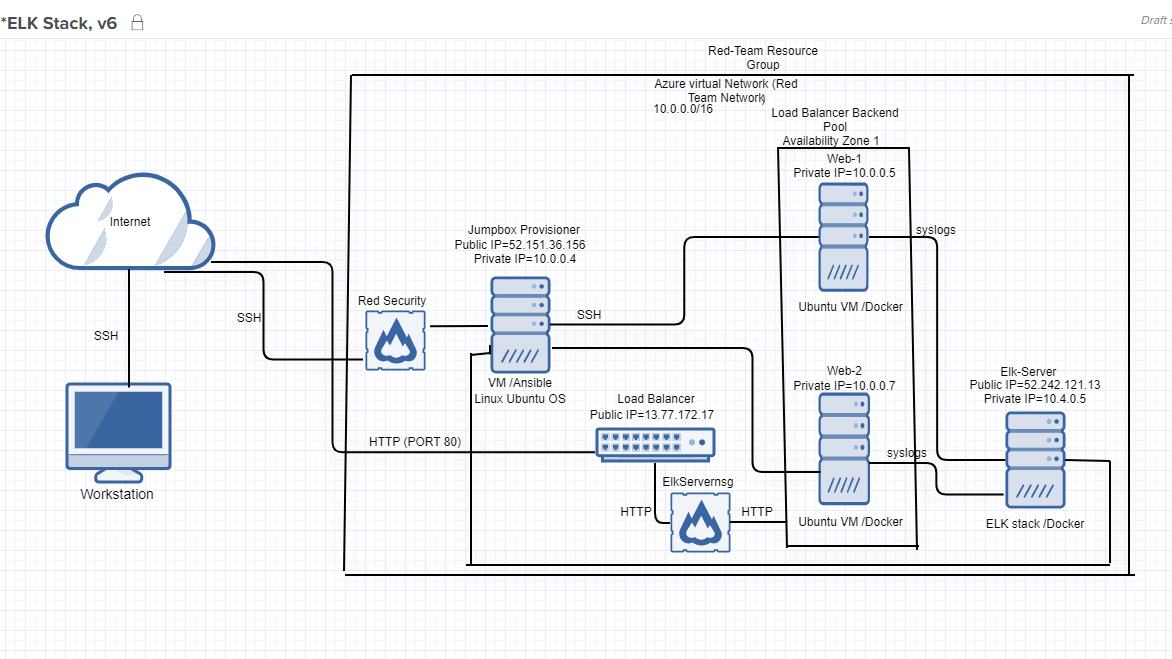 *ELK Stack, v6
Draft
Red-Team Resource
Group
Azure virtual Network (Red
Team Network)
10.0.0.0/16
Load Balancer Backend
Pool
Availability Zone 1
Web-1
Private IP=10.0.0.5
Internet
syslogs
Jumpbox Provisioner
Public IP=52.151.36.156
Private IP=10.0.0.4
Red Security
Ubuntu VM /Docker
SSH
SSH
SSH
Web-2
Private IP=10.0.0.7
Elk-Server
Public IP=52.242.121.13
Private IP=10.4.0.5
VM /Ansible
Linux Ubuntu OS
Load Balancer
Public IP=13.77.172.17
HTTP (PORT 80)
syslogs
ElkServernsg
Workstation
HTTP
HTTP
Ubuntu VM /Docker
ELK stack /Docker